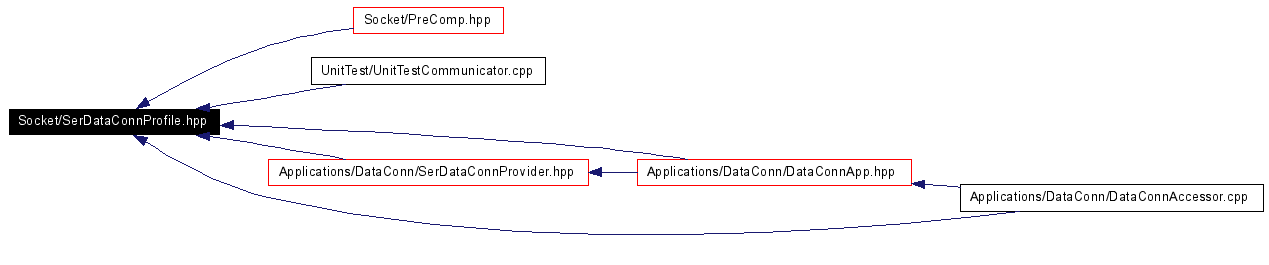 Socket/PreComp.hpp
UnitTest/UnitTestCommunicator.cpp
Socket/SerDataConnProfile.hpp
Applications/DataConn/SerDataConnProvider.hpp
Applications/DataConn/DataConnApp.hpp
Applications/DataConn/DataConnAccessor.cpp